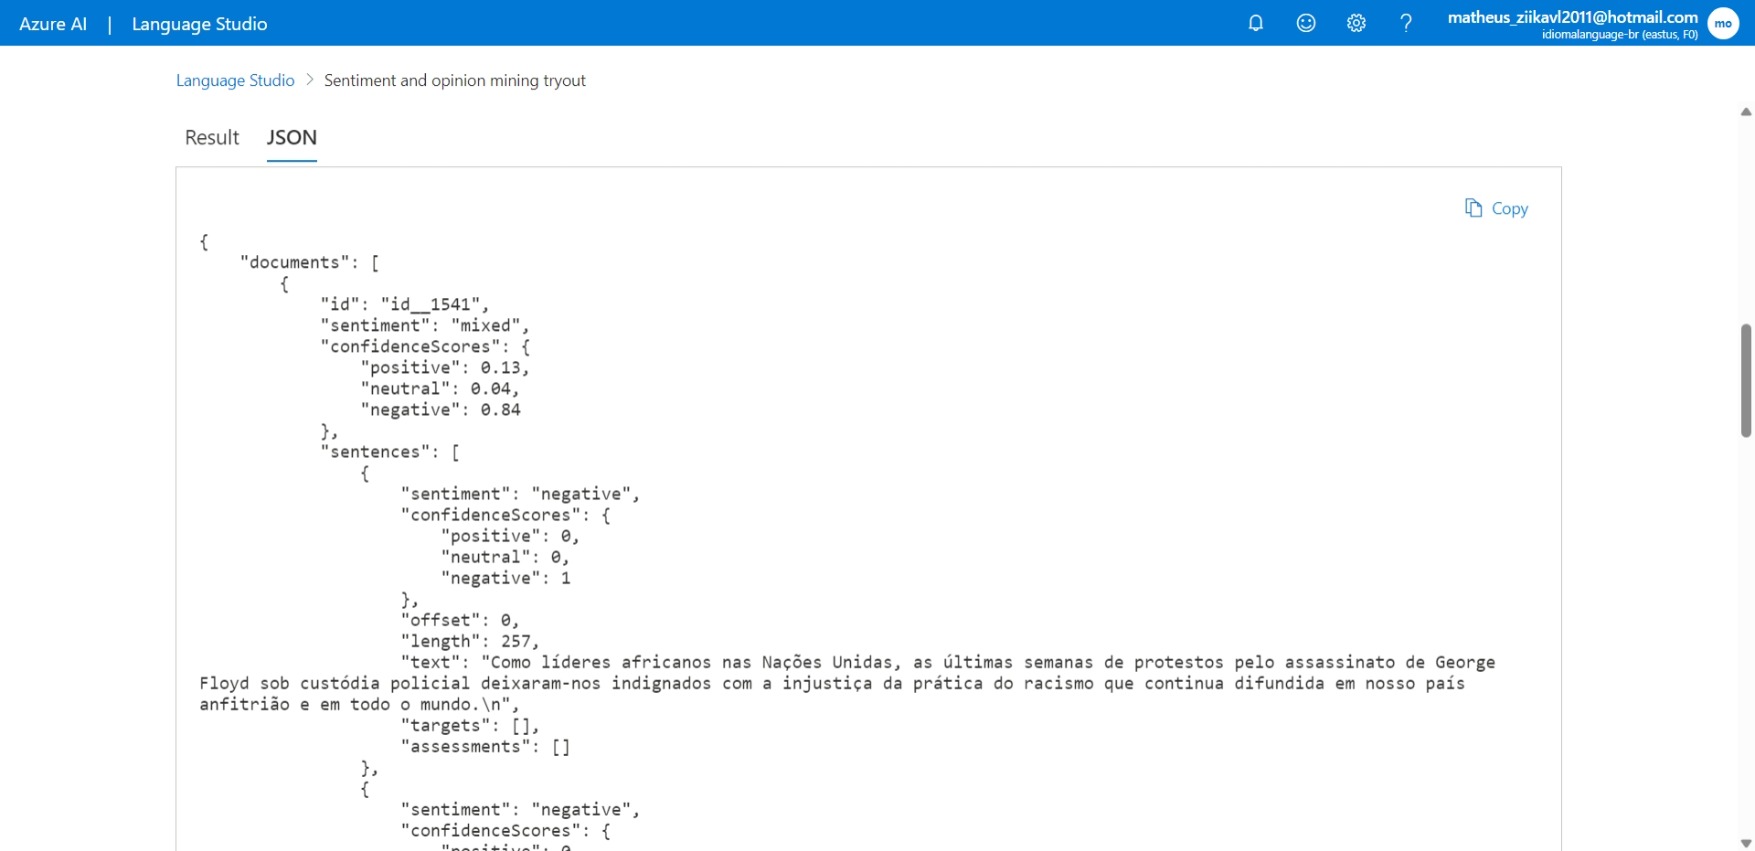 Azure AI | Language Studio
matheus_ziikavl2011@hotmail.com
idiomalanguage-br (eastus, F0)
mo
Language Studio > Sentiment and opinion mining tryout
Result JSON
Copy
{
    "documents": [
        {
            "id": "id__1541",
            "sentiment": "mixed",
            "confidenceScores": {
                "positive": 0.13,
                "neutral": 0.04,
                "negative": 0.84
            },
            "sentences": [
                {
                    "sentiment": "negative",
                    "confidenceScores": {
                        "positive": 0,
                        "neutral": 0,
                        "negative": 1
                    },
                    "offset": 0,
                    "length": 257,
                    "text": "Como líderes africanos nas Nações Unidas, as últimas semanas de protestos pelo assassinato de George
Floyd sob custódia policial deixaram-nos indignados com a injustiça da prática do racismo que continua difundida em nosso país
anfitrião e em todo o mundo.\n",
                    "targets": [],
                    "assessments": []
                },
                {
                    "sentiment": "negative",
                    "confidenceScores": {
                        "positive": 0